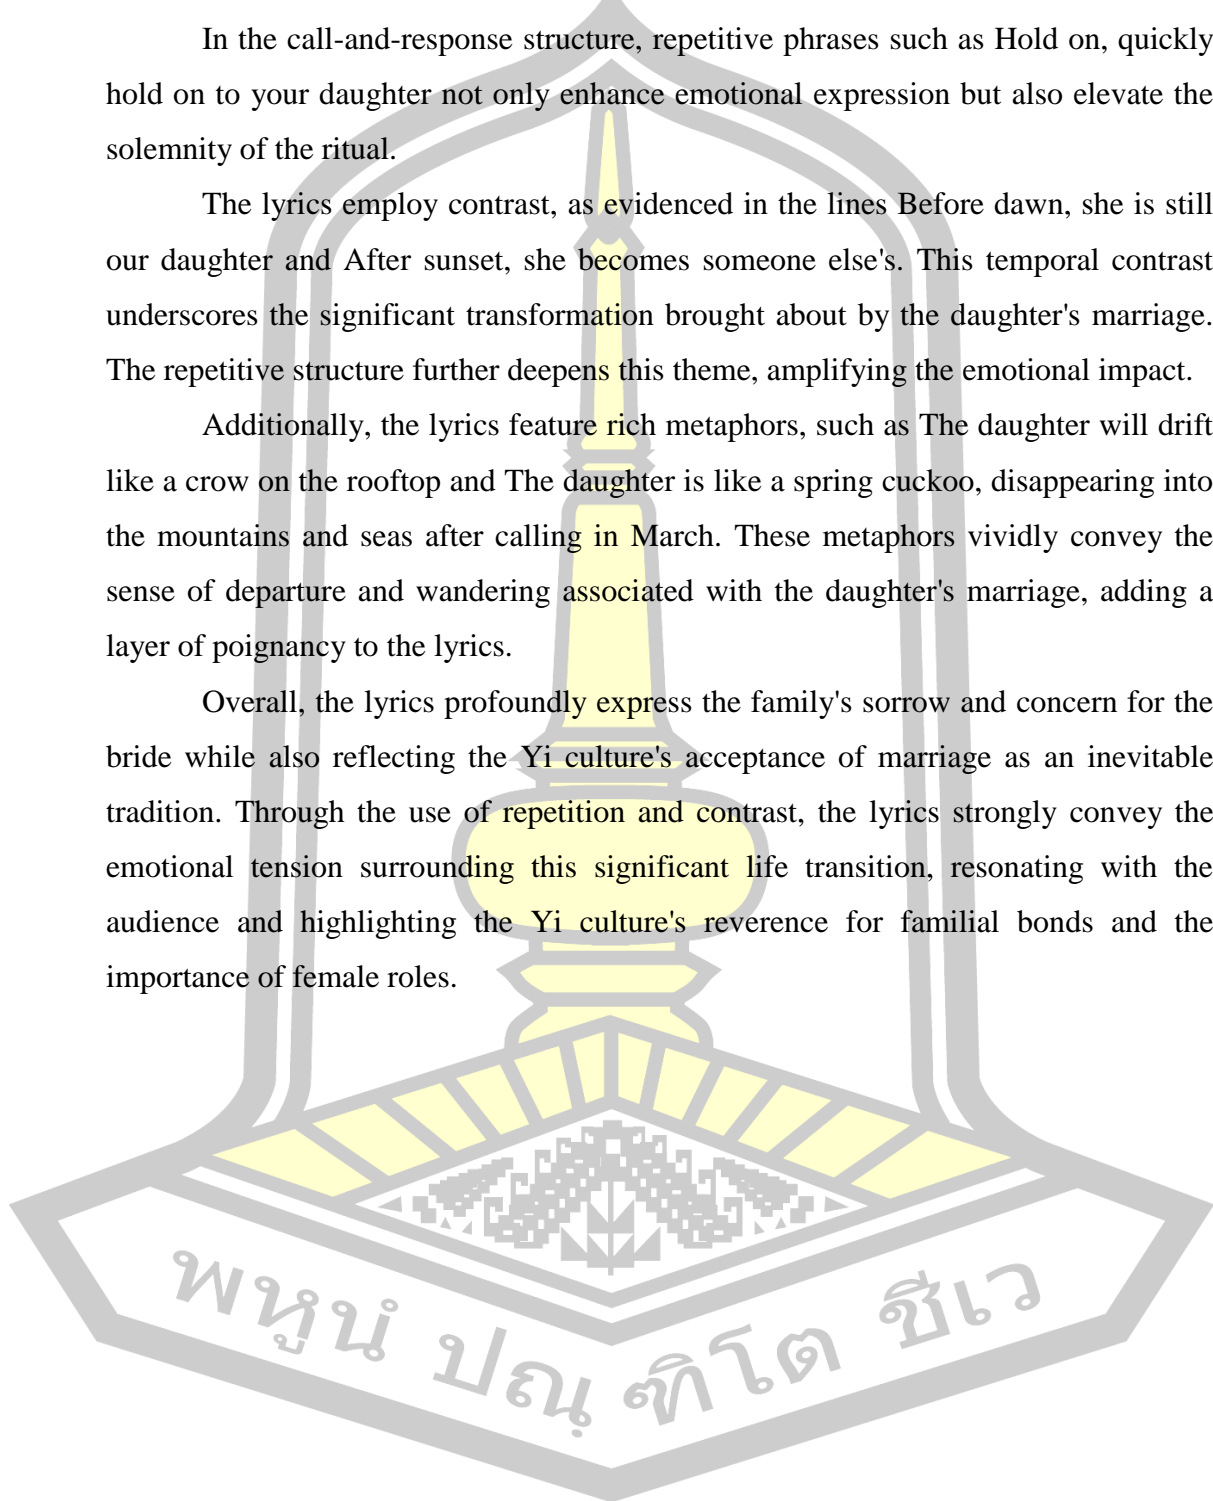 In the call-and-response structure, repetitive phrases such as Hold on, quickly
hold on to your daughter not only enhance emotional expression but also elevate the
solemnity of the ritual.
The lyrics employ contrast, as evidenced in the lines Before dawn, she is still
our daughter and After sunset, she becomes someone else's. This temporal contrast
underscores the significant transformation brought about by the daughter's marriage.
The repetitive structure further deepens this theme, amplifying the emotional impact.
Additionally, the lyrics feature rich metaphors, such as The daughter will drift
like a crow on the rooftop and The daughter is like a spring cuckoo, disappearing into
the mountains and seas after calling in March. These metaphors vividly convey the
sense of departure and wandering associated with the daughter's marriage, adding a
layer of poignancy to the lyrics.
Overall, the lyrics profoundly express the family's sorrow and concern for the
bride while also reflecting the Yi culture's acceptance of marriage as an inevitable
tradition. Through the use of repetition and contrast, the lyrics strongly convey the
emotional tension surrounding this significant life transition, resonating with the
audience and highlighting the Yi culture's reverence for familial bonds and the
importance of female roles.
พหูนํ ปณฺฑิโต ชีเว